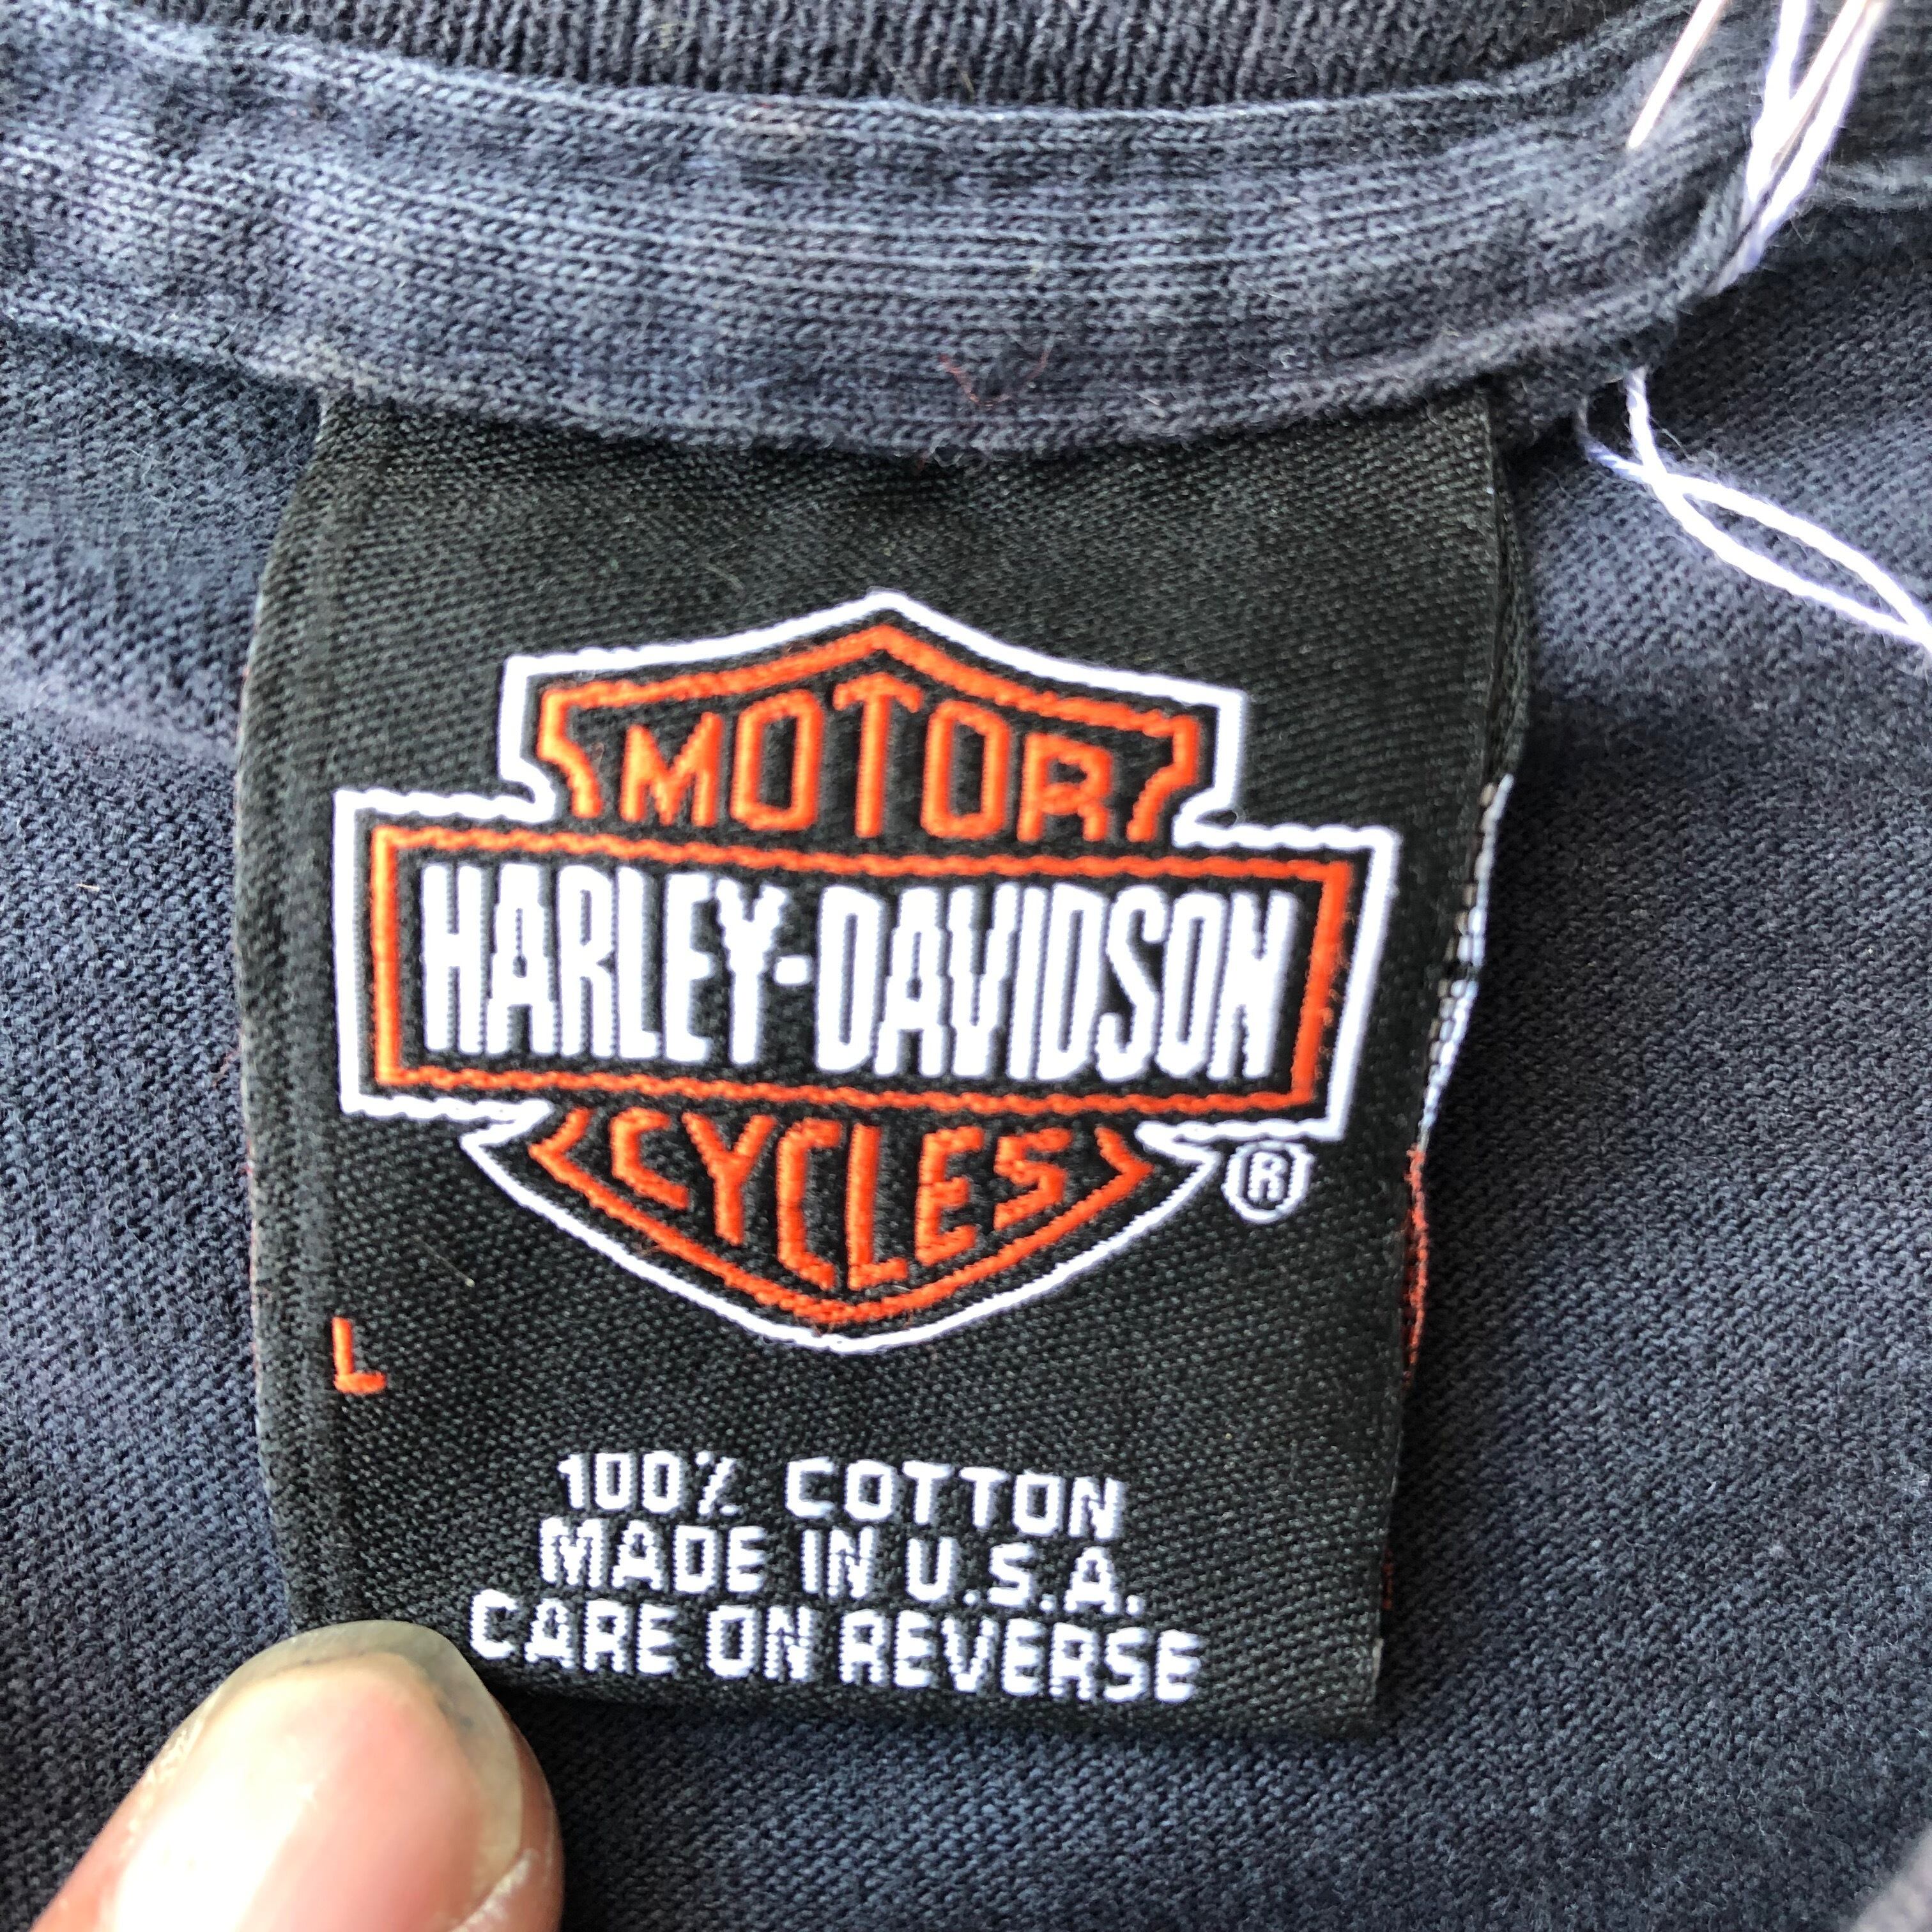 MOTOR
HARLEY-DAVIDSON
CYCLES
®
L
100% COTTON
MADE IN U.S.A.
CARE ON REVERSE